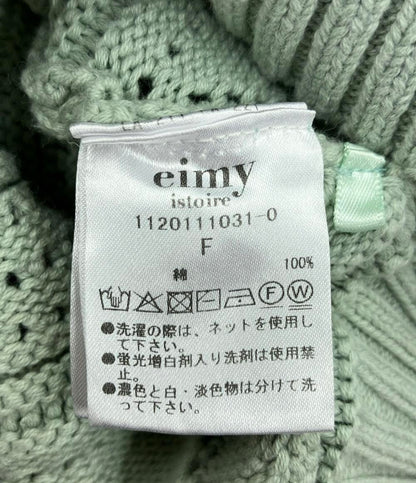 eimy
istoire
1120111031-0
F
綿 100%
F W
●洗濯の際は、ネットを使用し
て下さい。
●蛍光増白剤入り洗剤は使用禁
止。
●濃色と白・淡色物は分けて洗
って下さい。